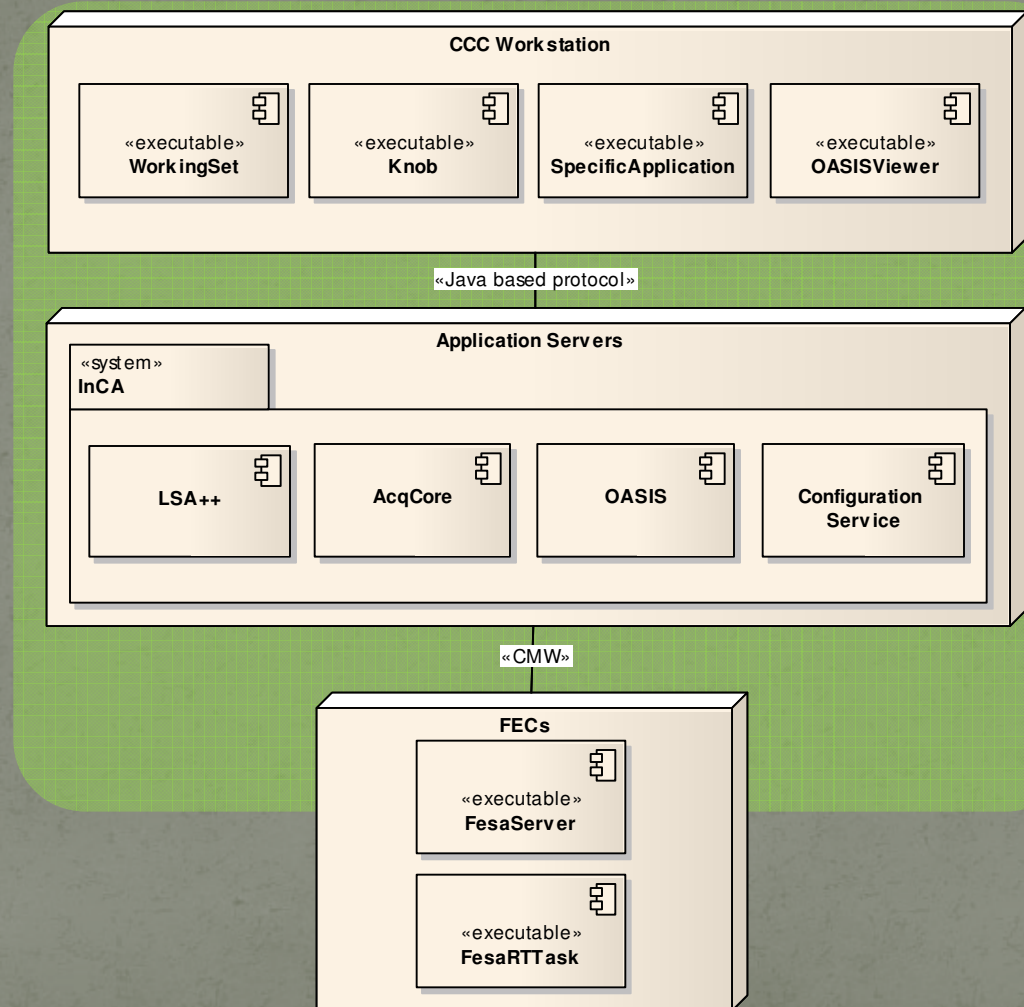 CCC Workstation
«executable»
WorkingSet
«executable»
Knob
«executable»
SpecificApplication
«executable»
OASISViewer
«Java based protocol»
Application Servers
«system»
InCA
LSA++
AcqCore
OASIS
Configuration
Service
«CMW»
FECs
«executable»
FesaServer
«executable»
FesaRTTask